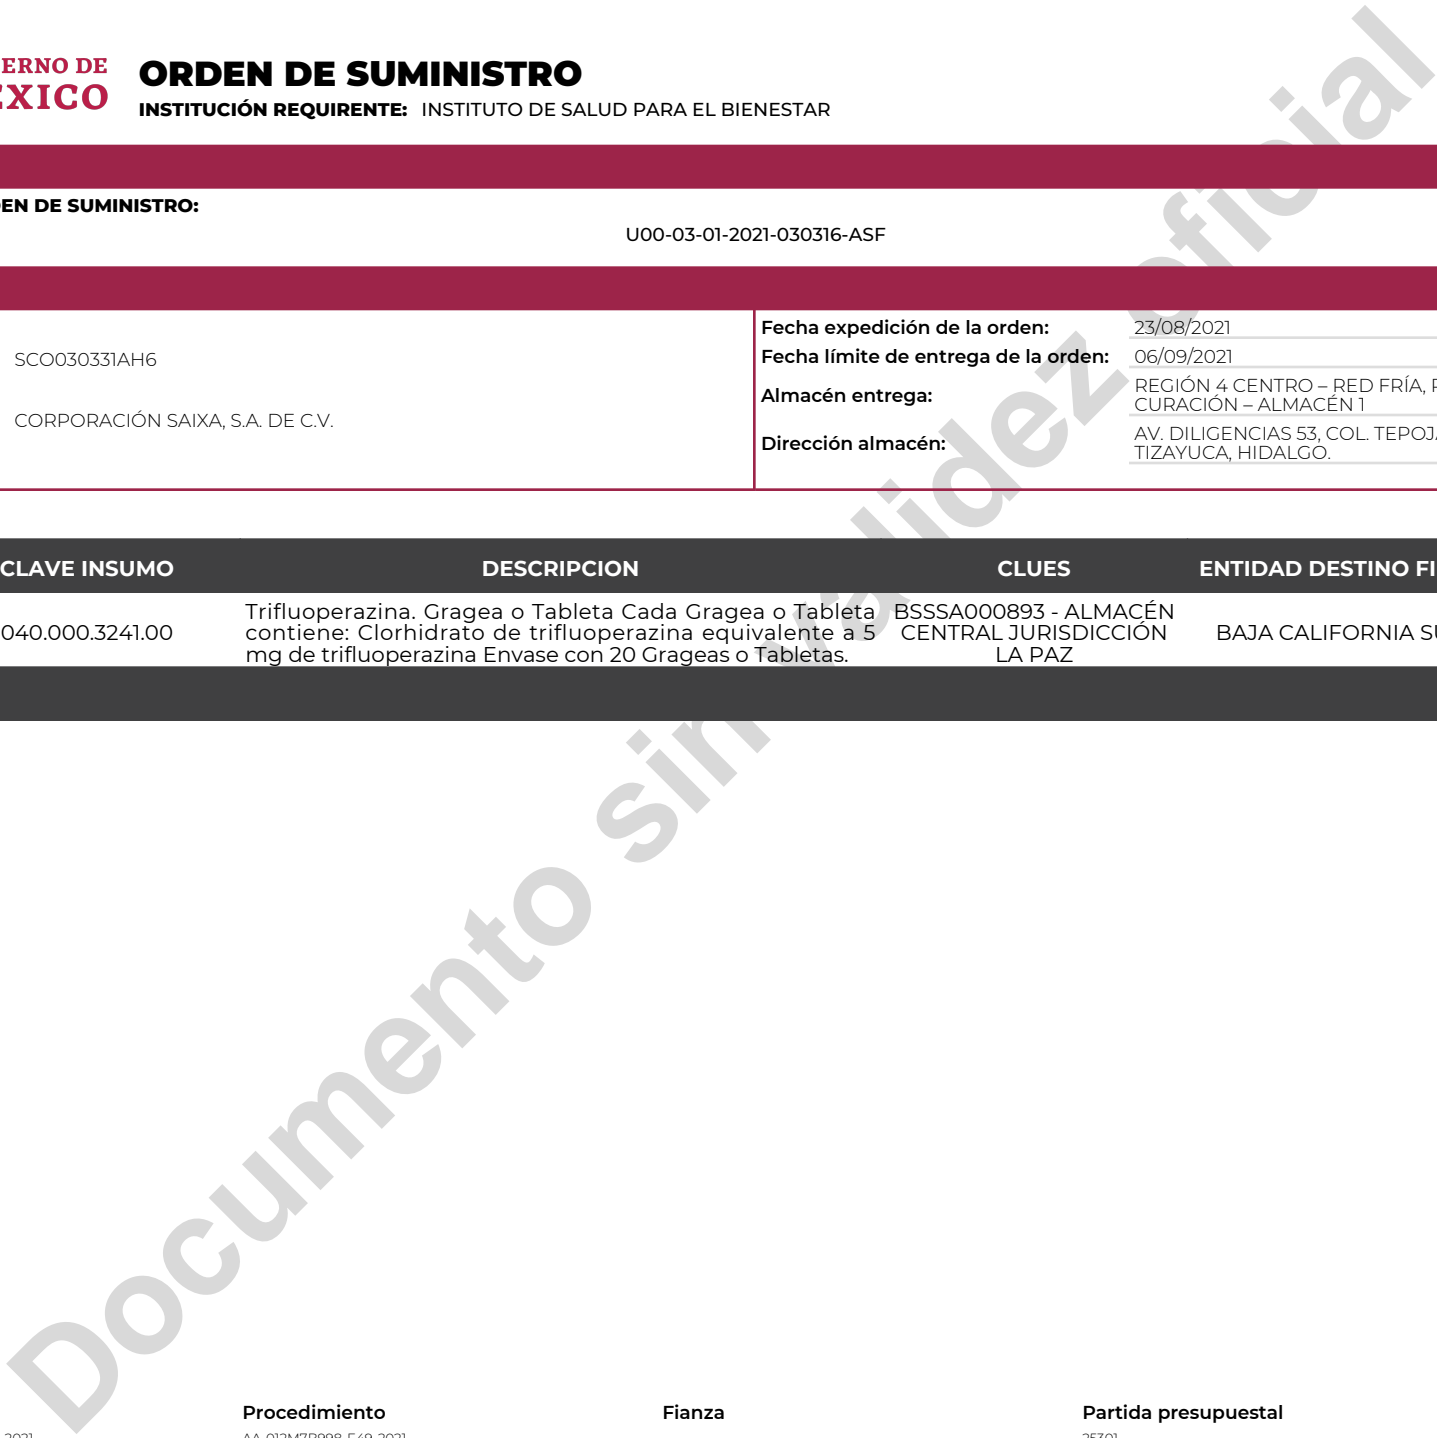 ERNO DE
ORDEN DE SUMINISTRO
INSTITUCIÓN REQUIRENTE: INSTITUTO DE SALUD PARA EL BIENESTAR
EN DE SUMINISTRO:
U00-03-01-2021-030316-ASF
SCO030331AH6
CORPORACIÓN SAIXA, S.A. DE C.V.
Fecha expedición de la orden: 23/08/2021
Fecha límite de entrega de la orden: 06/09/2021
Almacén entrega: REGIÓN 4 CENTRO – RED FRÍA,
CURACIÓN – ALMACÉN 1
Dirección almacén: AV. DILIGENCIAS 53, COL.
TIZAYUCA, HIDALGO.
CLAVE INSUMO DESCRIPCION CLUES ENTIDAD DESTINO
040.000.3241.00
Trifluoperazina. Gragea o Tableta Cada Gragea o Tableta
contiene: Clorhidrato de trifluoperazina equivalente a 5
mg de trifluoperazina Envase con 20 Grageas o Tabletas.
BSSSA000893 - ALMACÉN
CENTRAL JURISDICCIÓN
LA PAZ
BAJA CALIFORNIA
Documento sin validez oficial
Procedimiento Fianza Partida presupuestal